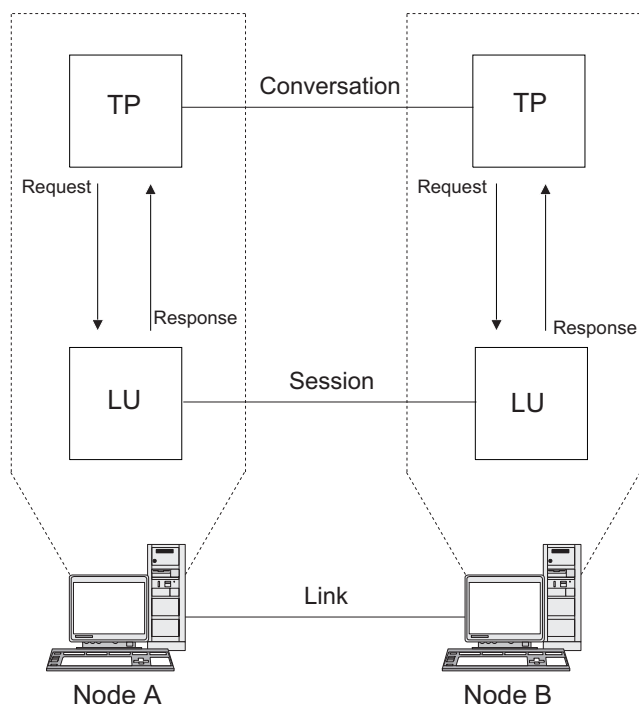 TP
Conversation
TP
Request
Request
Response
Response
LU
Session
LU
Link
Node A
Node B